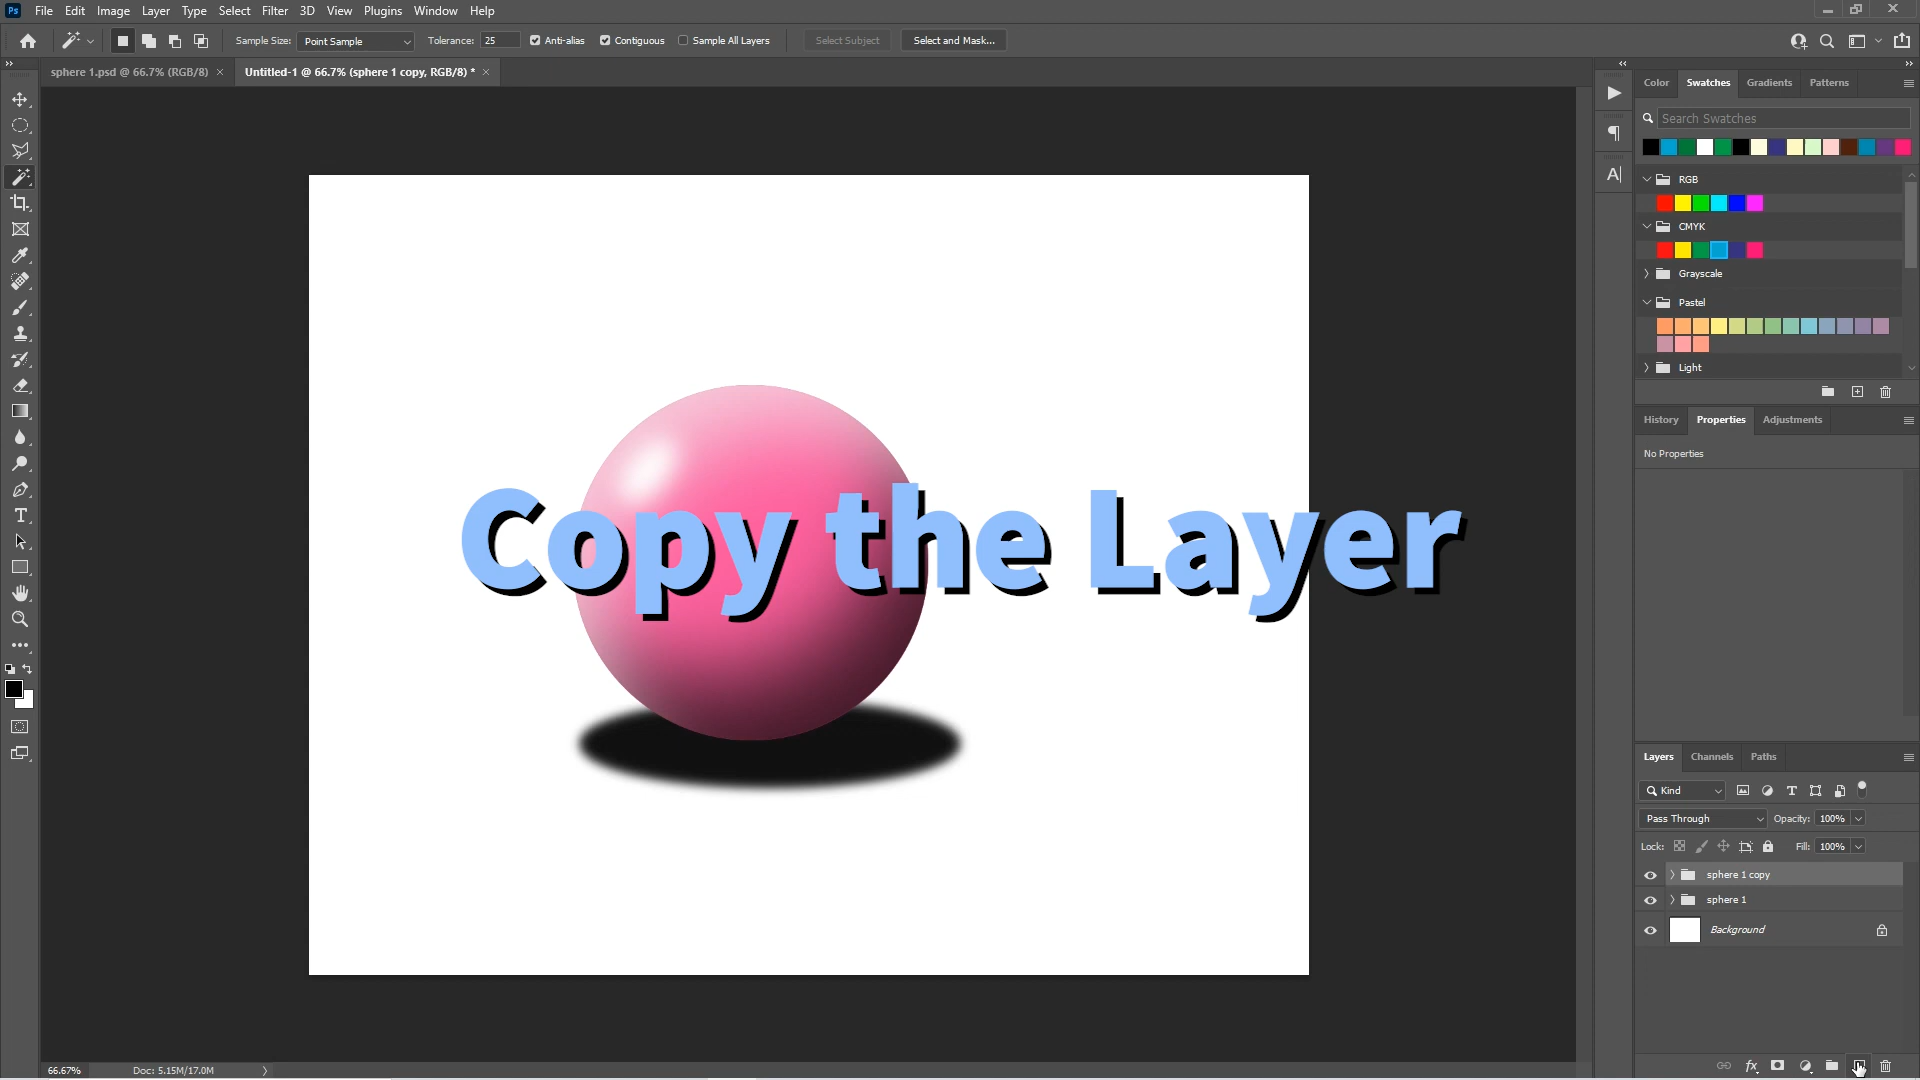 Ps File Edit Image Layer Type Select Filter 3D View Plugins Window Help
Sample Size: Point Sample Tolerance: 25 Anti-alias Contiguous Sample All Layers Select Subject Select and Mask...
sphere 1.psd @ 66.7% (RGB/8) × Untitled-1 @ 66.7% (sphere 1 copy, RGB/8) * ×
Color Swatches Gradients Patterns
Search Swatches
RGB
CMYK
Grayscale
Pastel
Light
History Properties Adjustments
No Properties
Copy the Layer
Layers Channels Paths
Kind
Pass Through Opacity: 100%
Lock: Fill: 100%
sphere 1 copy
sphere 1
Background
fx
66.67% Doc: 5.15M/17.0M